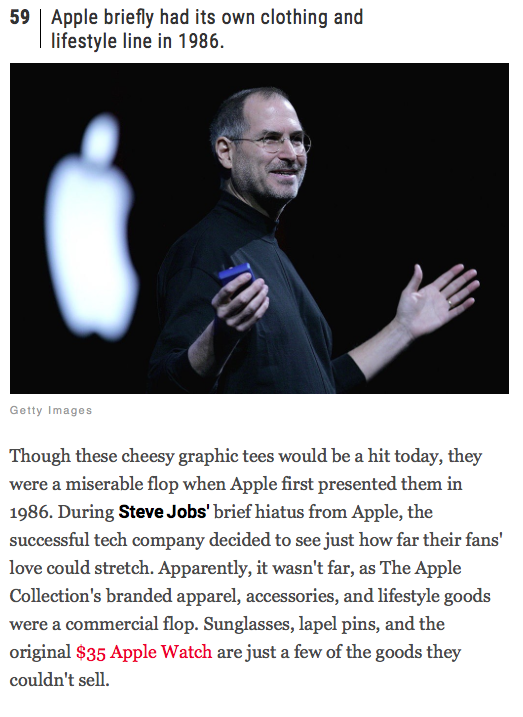 59 Apple briefly had its own clothing and
lifestyle line in 1986.
Getty Images
Though these cheesy graphic tees would be a hit today, they
were a miserable flop when Apple first presented them in
1986. During Steve Jobs' brief hiatus from Apple, the
successful tech company decided to see just how far their fans'
love could stretch. Apparently, it wasn't far, as The Apple
Collection's branded apparel, accessories, and lifestyle goods
were a commercial flop. Sunglasses, lapel pins, and the
original $35 Apple Watch are just a few of the goods they
couldn't sell.